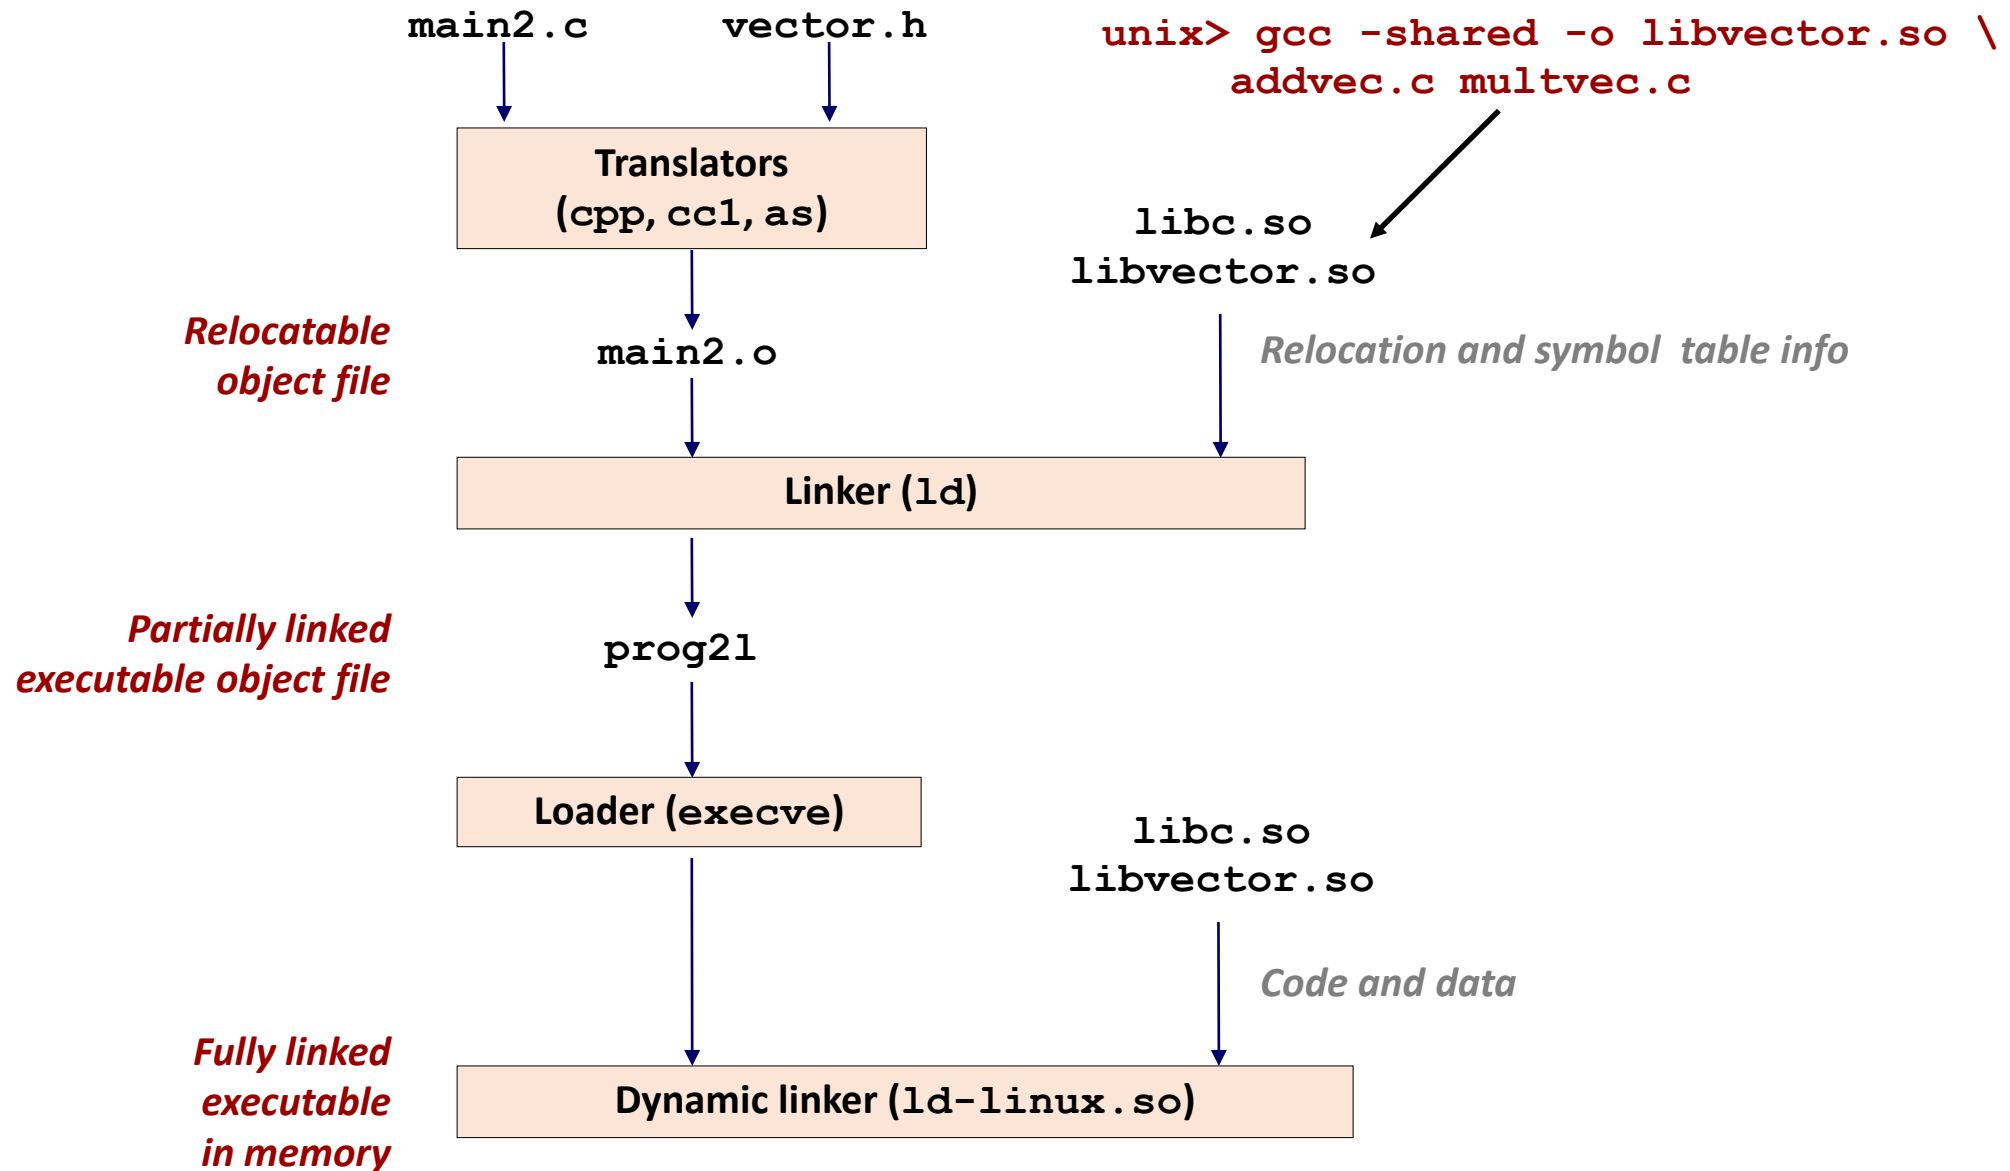 main2.c vector.h
unix> gcc -shared -o libvector.so \
addvec.c multvec.c
Translators
(cpp, cc1, as)
libc.so
libvector.so
Relocatable
object file
main2.o
Relocation and symbol table info
Linker (ld)
Partially linked
executable object file
prog2l
Loader (execve)
libc.so
libvector.so
Code and data
Fully linked
executable
in memory
Dynamic linker (ld-linux.so)